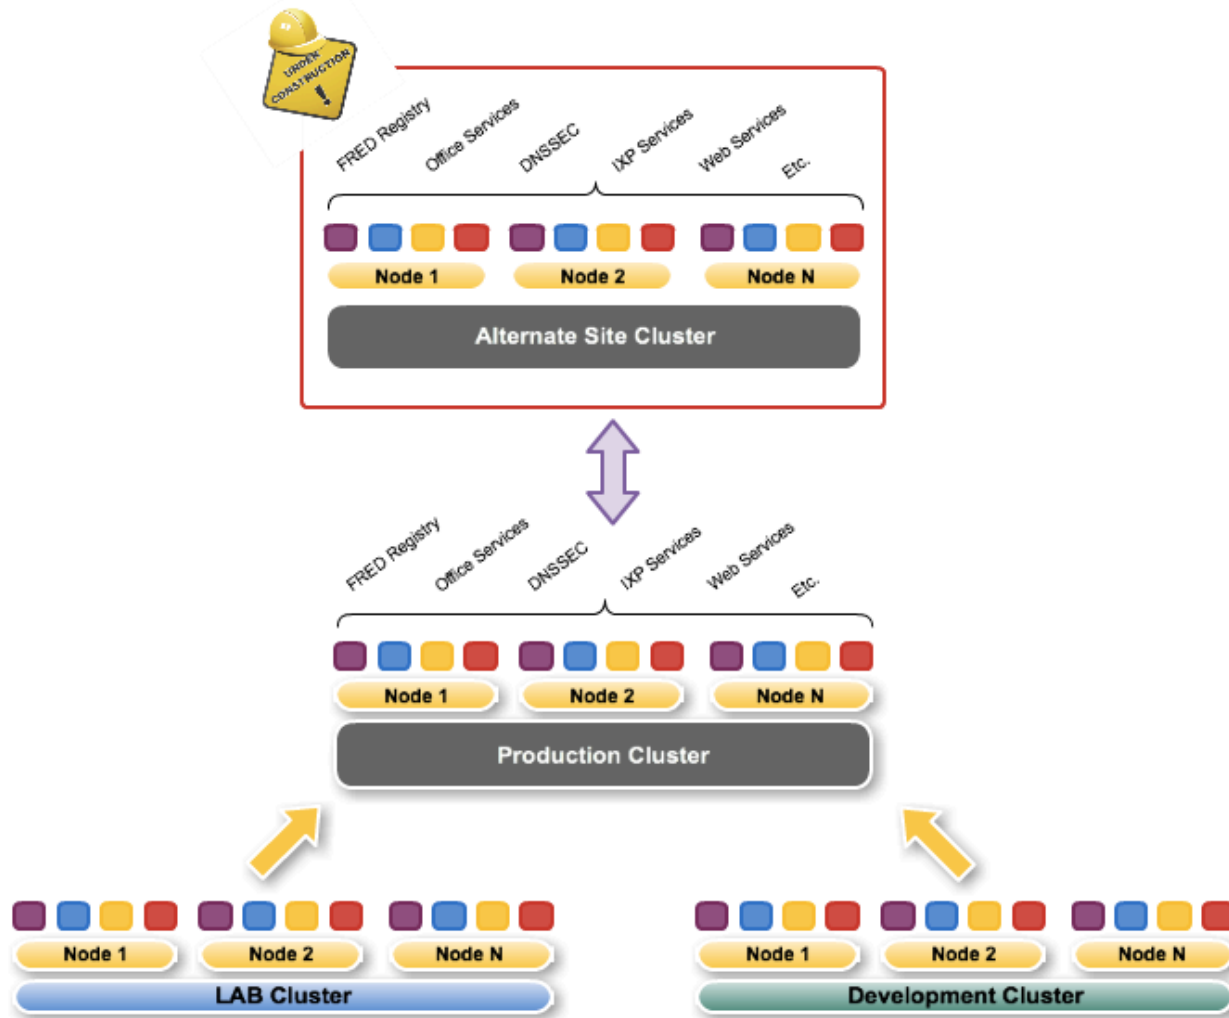 UNDER
CONSTRUCTION
!
FRED Registry
Office Services
DNSSEC
IXP Services
Web Services
Etc.
Node 1
Node 2
Node N
Alternate Site Cluster
FRED Registry
Office Services
DNSSEC
IXP Services
Web Services
Etc.
Node 1
Node 2
Node N
Production Cluster
Node 1
Node 2
Node N
LAB Cluster
Node 1
Node 2
Node N
Development Cluster